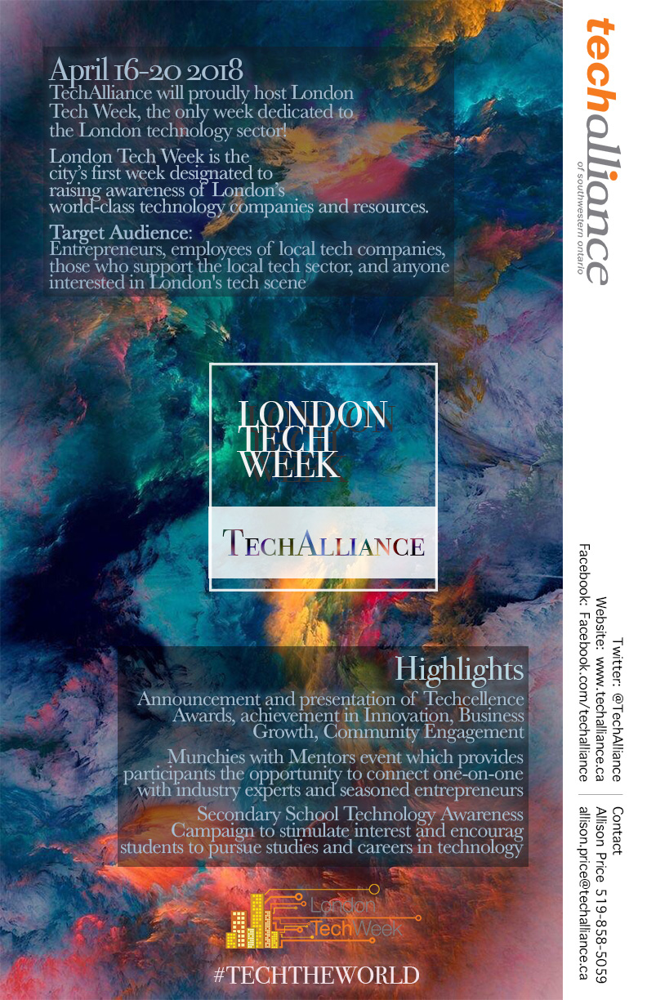 April 16-20 2018
TechAlliance will proudly host London
Tech Week, the only week dedicated to
the London technology sector!
London Tech Week is the
city's first week designated to
raising awareness of London's
world-class technology companies and resources.
Target Audience:
Entrepreneurs, employees of local tech companies,
those who support the local tech sector, and anyone
interested in London's tech scene
LONDON
TECH
WEEK
TECHALLIANCE
Highlights
Announcement and presentation of Techcellence
Awards, achievement in Innovation, Business
Growth, Community Engagement
Munchies with Mentors event which provides
participants the opportunity to connect one-on-one
with industry experts and seasoned entrepreneurs
Secondary School Technology Awareness
Campaign to stimulate interest and encourag
students to pursue studies and careers in technology
London
TechWeek
#TECHTHEWORLD
techalliance
of southwestern ontario
Twitter: @TechAlliance
Website: www.techalliance.ca
Facebook: Facebook.com/techalliance
Contact
Allison Price 519-858-5059
allison.price@techalliance.ca